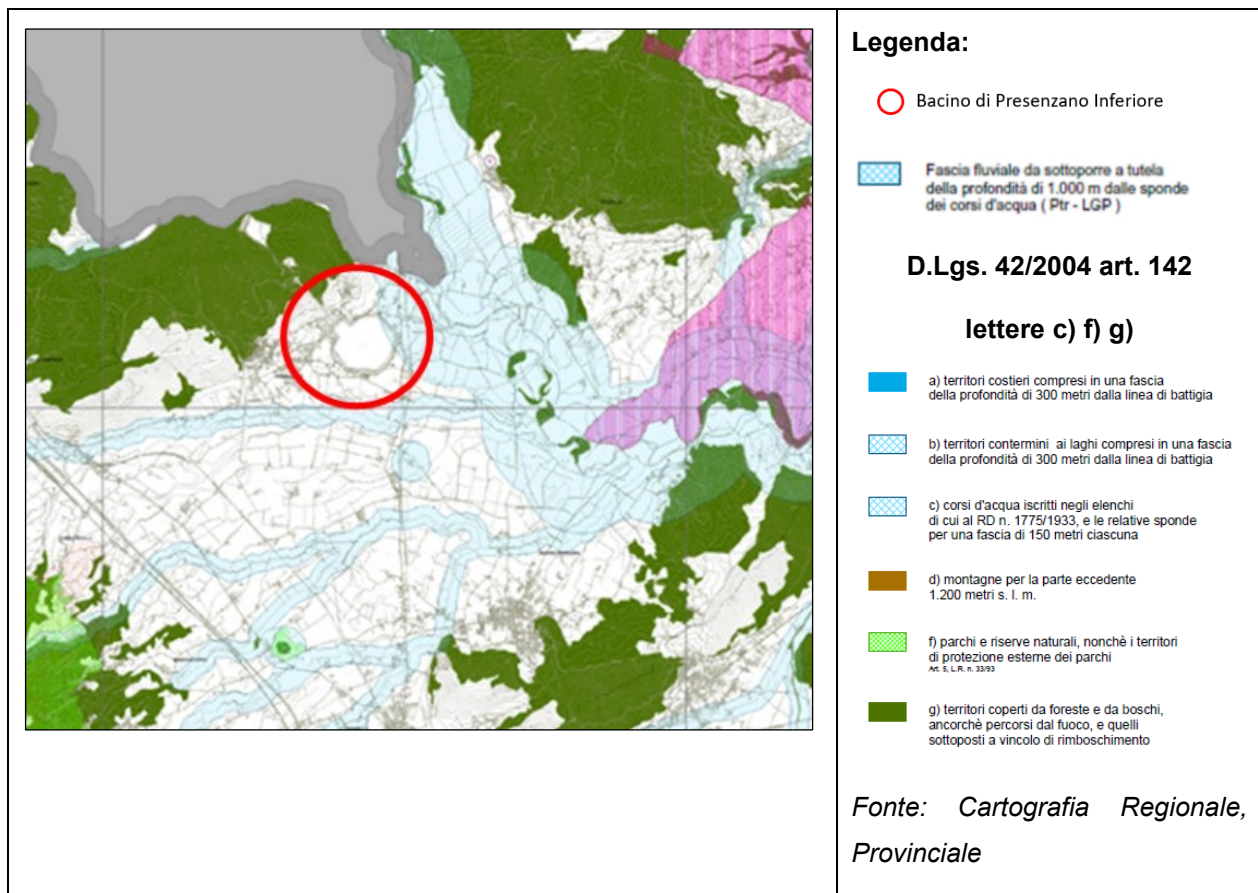 Legenda:
Bacino di Presenzano Inferiore
Fascia fluviale da sottoporre a tutela
della profondità di 1.000 m dalle sponde
dei corsi d'acqua ( Ptr - LGP )
D.Lgs. 42/2004 art. 142
lettere c) f) g)
a) territori costieri compresi in una fascia
della profondità di 300 metri dalla linea di battigia
b) territori contermini ai laghi compresi in una fascia
della profondità di 300 metri dalla linea di battigia
c) corsi d'acqua iscritti negli elenchi
di cui al RD n. 1775/1933, e le relative sponde
per una fascia di 150 metri ciascuna
d) montagne per la parte eccedente
1.200 metri s. l. m.
f) parchi e riserve naturali, nonchè i territori
di protezione esterne dei parchi
Art. 5, L.R. n. 33/93
g) territori coperti da foreste e da boschi,
ancorchè percorsi dal fuoco, e quelli
sottoposti a vincolo di rimboschimento
Fonte: Cartografia Regionale,
Provinciale